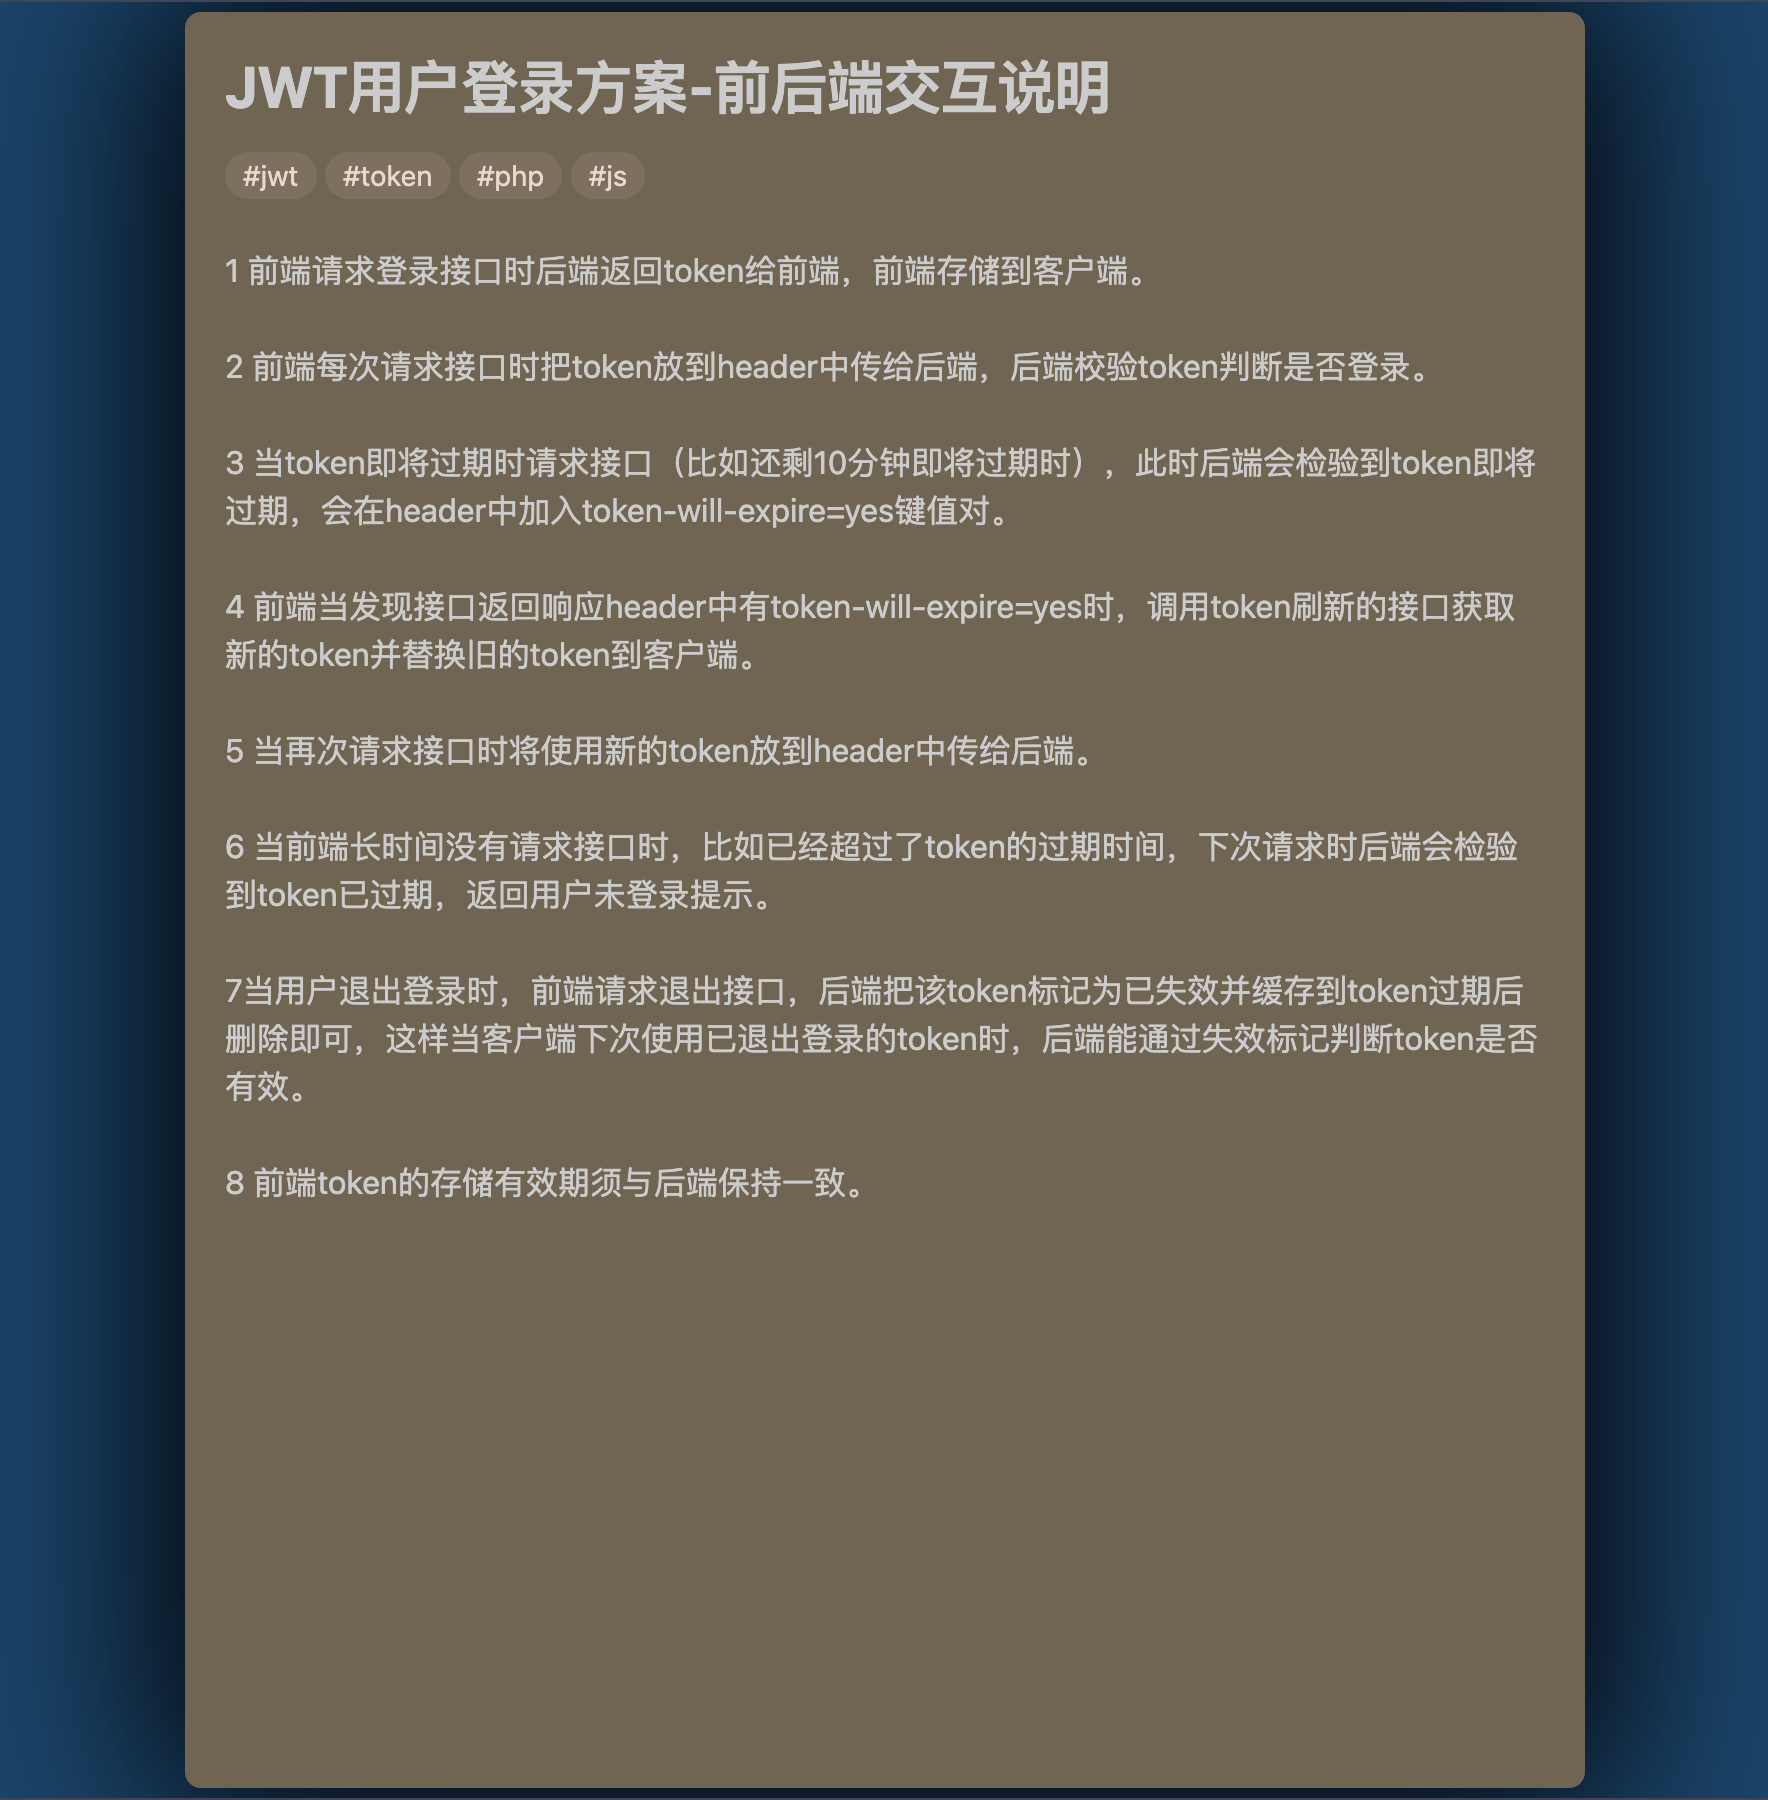 JWT用户登录方案-前后端交互说明
#jwt #token #php #js
1 前端请求登录接口时后端返回token给前端，前端存储到客户端。
2 前端每次请求接口时把token放到header中传给后端，后端校验token判断是否登录。
3 当token即将过期时请求接口（比如还剩10分钟即将过期时），此时后端会检验到token即将
过期，会在header中加入token-will-expire=yes键值对。
4 前端当发现接口返回响应header中有token-will-expire=yes时，调用token刷新的接口获取
新的token并替换旧的token到客户端。
5 当再次请求接口时将使用新的token放到header中传给后端。
6 当前端长时间没有请求接口时，比如已经超过了token的过期时间，下次请求时后端会检验
到token已过期，返回用户未登录提示。
7当用户退出登录时，前端请求退出接口，后端把该token标记为已失效并缓存到token过期后
删除即可，这样当客户端下次使用已退出登录的token时，后端能通过失效标记判断token是否
有效。
8 前端token的存储有效期须与后端保持一致。